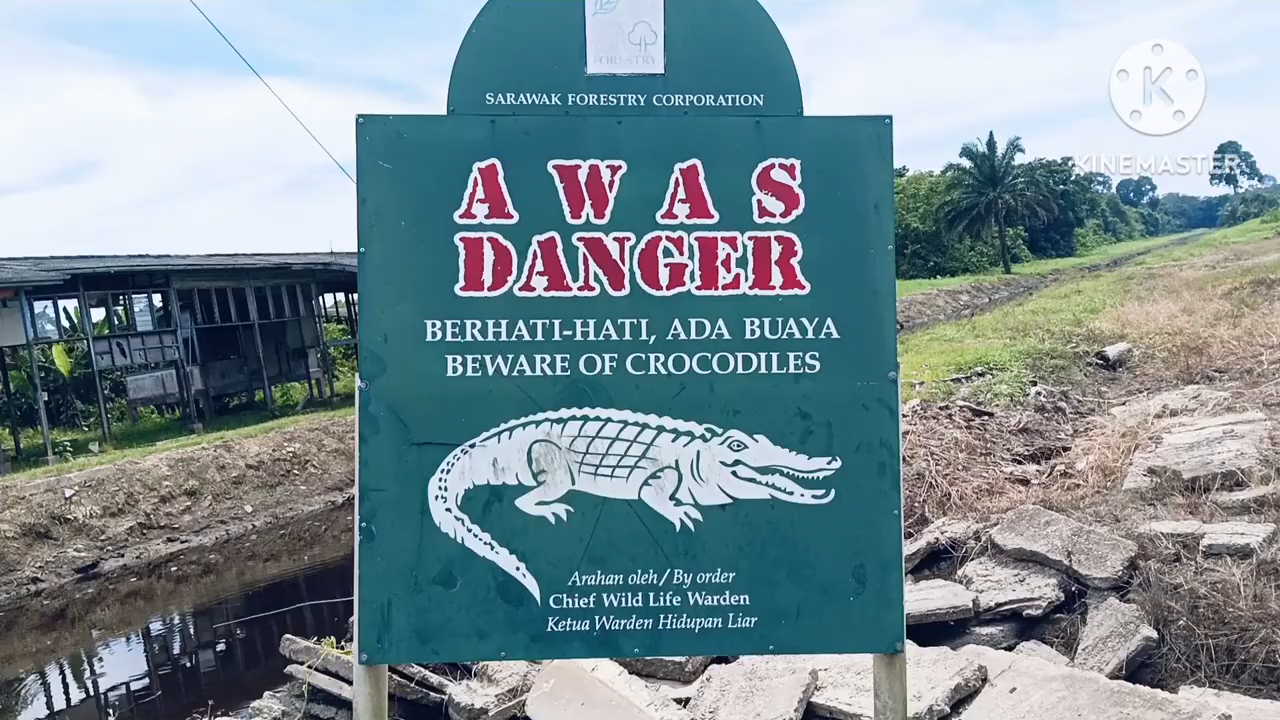 FORESTRY
SARAWAK FORESTRY CORPORATION
K
KINEMASTER
AWAS
DANGER
BERHATI-HATI, ADA BUAYA
BEWARE OF CROCODILES
Arahan oleh / By order
Chief Wild Life Warden
Ketua Warden Hidupan Liar